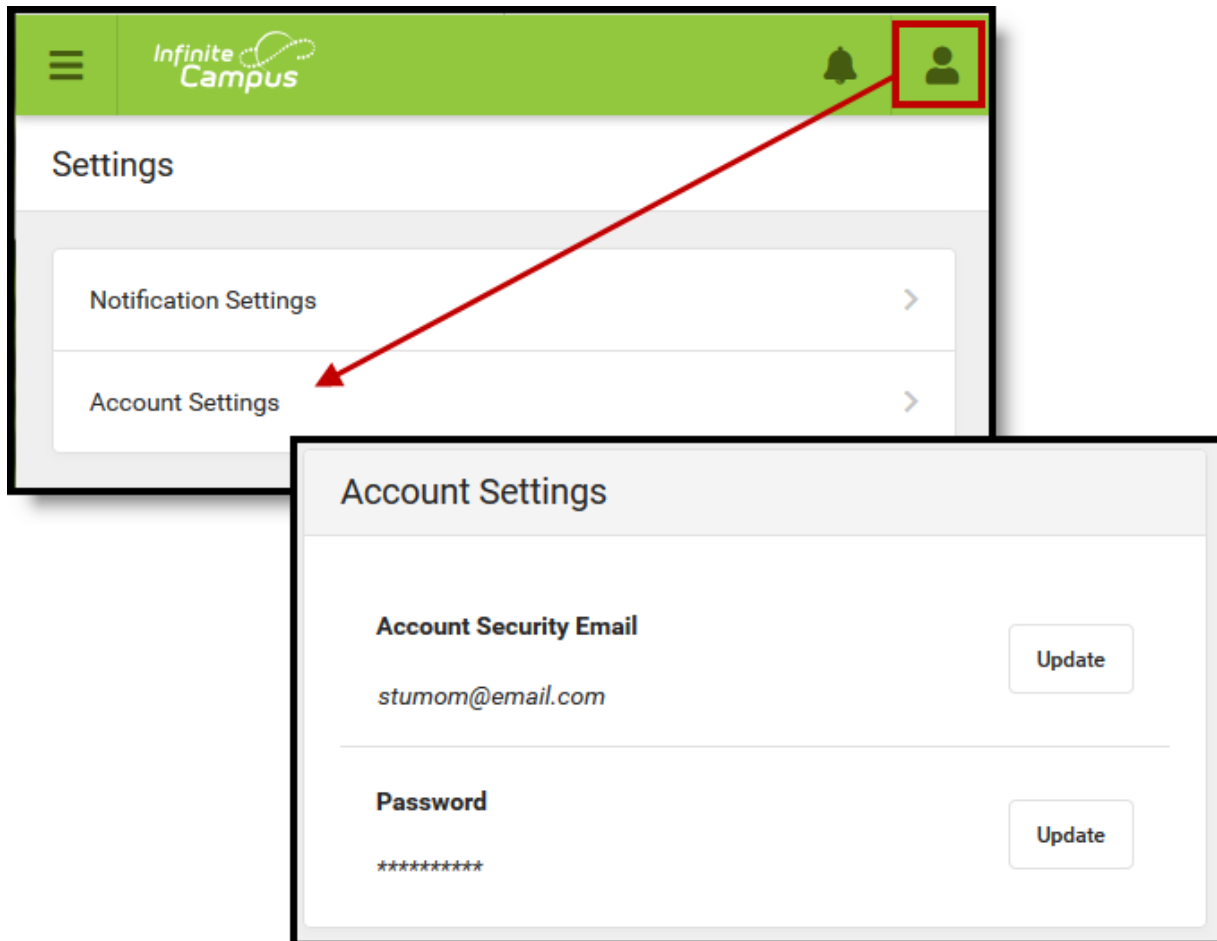 Infinite
Campus
Settings
Notification Settings
Account Settings
Account Settings
Account Security Email
Update
stumom@email.com
Password
Update
**********